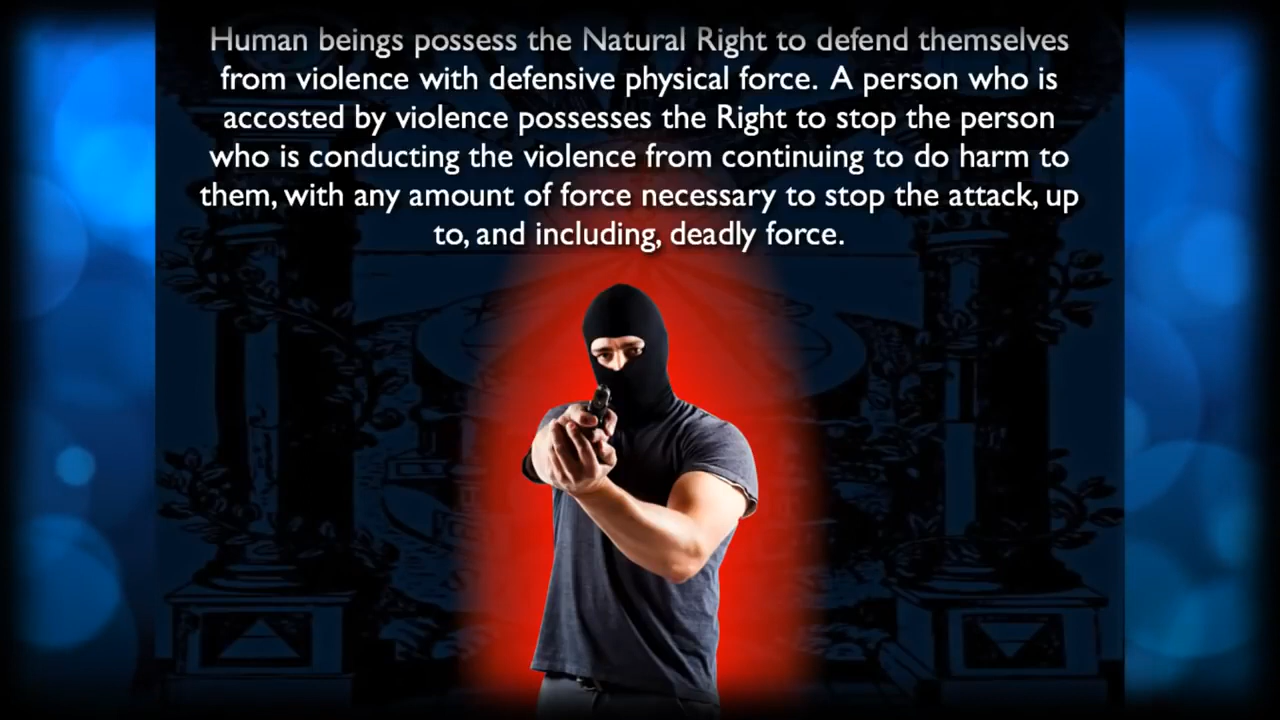 Human beings possess the Natural Right to defend themselves
from violence with defensive physical force. A person who is
accosted by violence possesses the Right to stop the person
who is conducting the violence from continuing to do harm to
them, with any amount of force necessary to stop the attack, up
to, and including, deadly force.